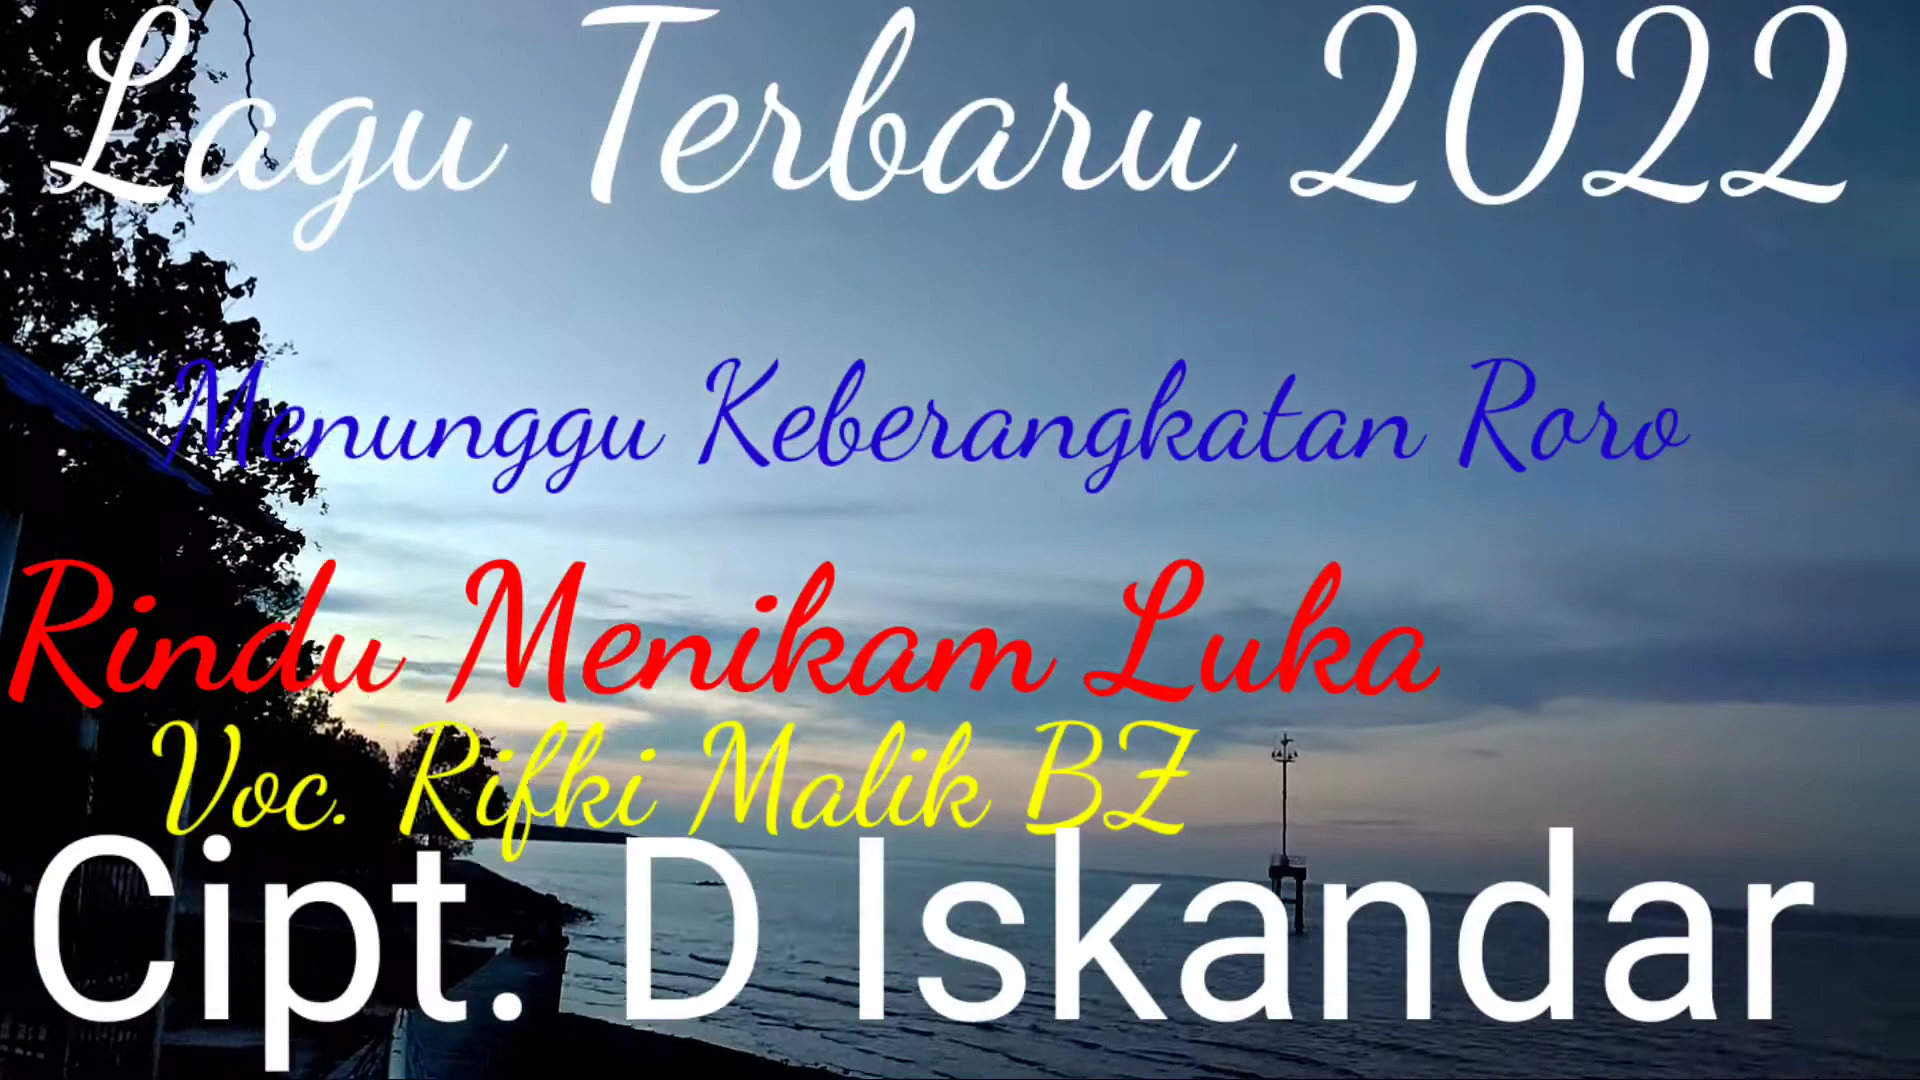 Lagu Terbaru 2022
Menunggu Keberangkatan Roro
Rindu Menikam Luka
Voc. Rifki Malik BZ
Cipt. D Iskandar